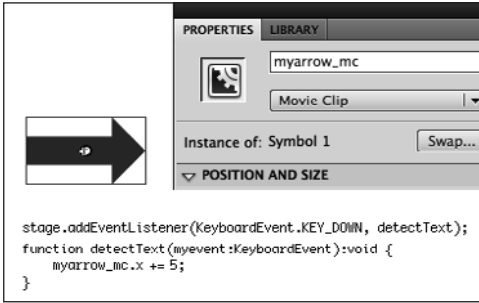 PROPERTIES LIBRARY
myarrow_mc
Movie Clip
Instance of: Symbol 1 Swap...
POSITION AND SIZE
stage.addEventListener(KeyboardEvent.KEY_DOWN, detectText);
function detectText(myevent:KeyboardEvent):void {
myarrow_mc.x += 5;
}